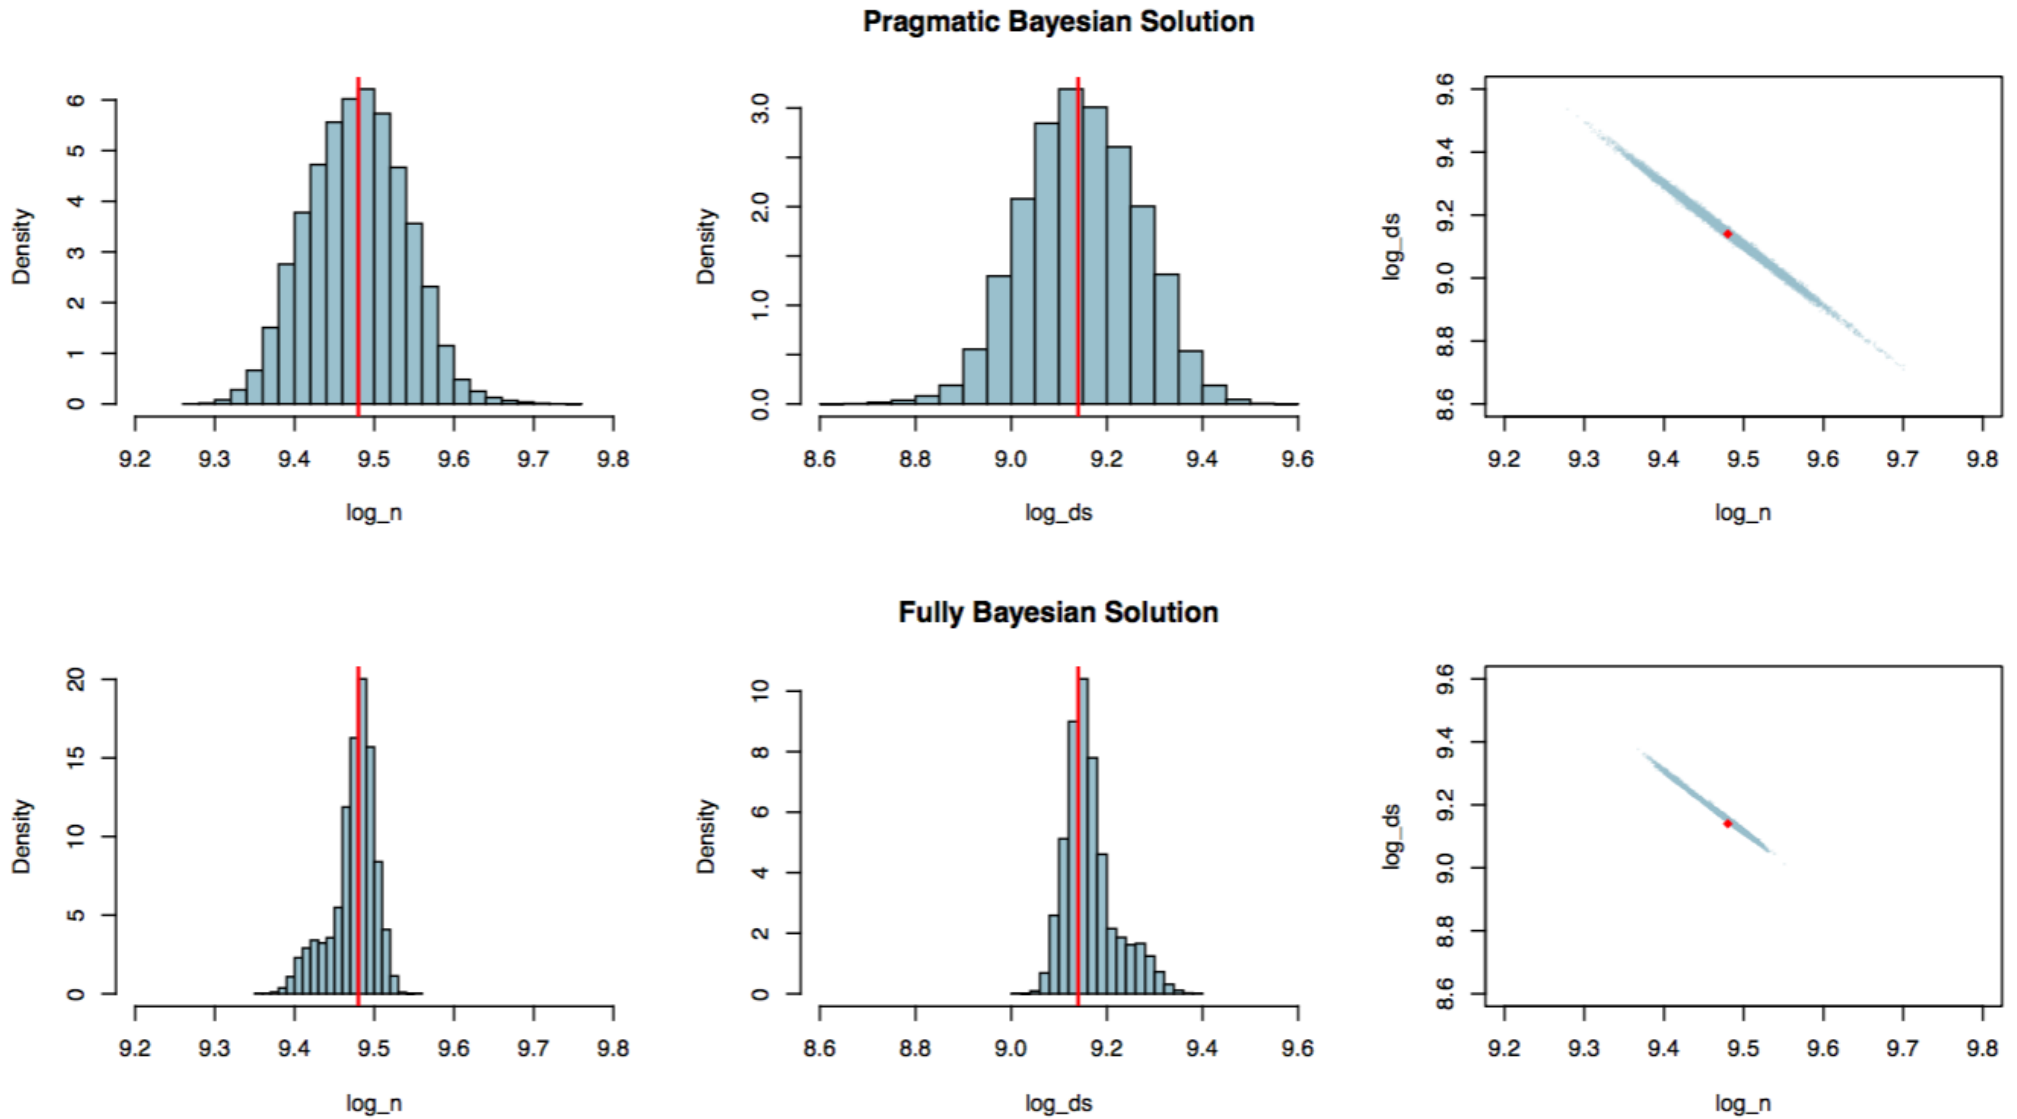 Pragmatic Bayesian Solution
Density
0 1 2 3 4 5 6
9.2 9.3 9.4 9.5 9.6 9.7 9.8
log_n
Density
0.0 1.0 2.0 3.0
8.6 8.8 9.0 9.2 9.4 9.6
log_ds
log_ds
8.6 8.8 9.0 9.2 9.4 9.6
9.2 9.3 9.4 9.5 9.6 9.7 9.8
log_n
Fully Bayesian Solution
Density
0 5 10 15 20
9.2 9.3 9.4 9.5 9.6 9.7 9.8
log_n
Density
0 2 4 6 8 10
8.6 8.8 9.0 9.2 9.4 9.6
log_ds
log_ds
8.6 8.8 9.0 9.2 9.4 9.6
9.2 9.3 9.4 9.5 9.6 9.7 9.8
log_n